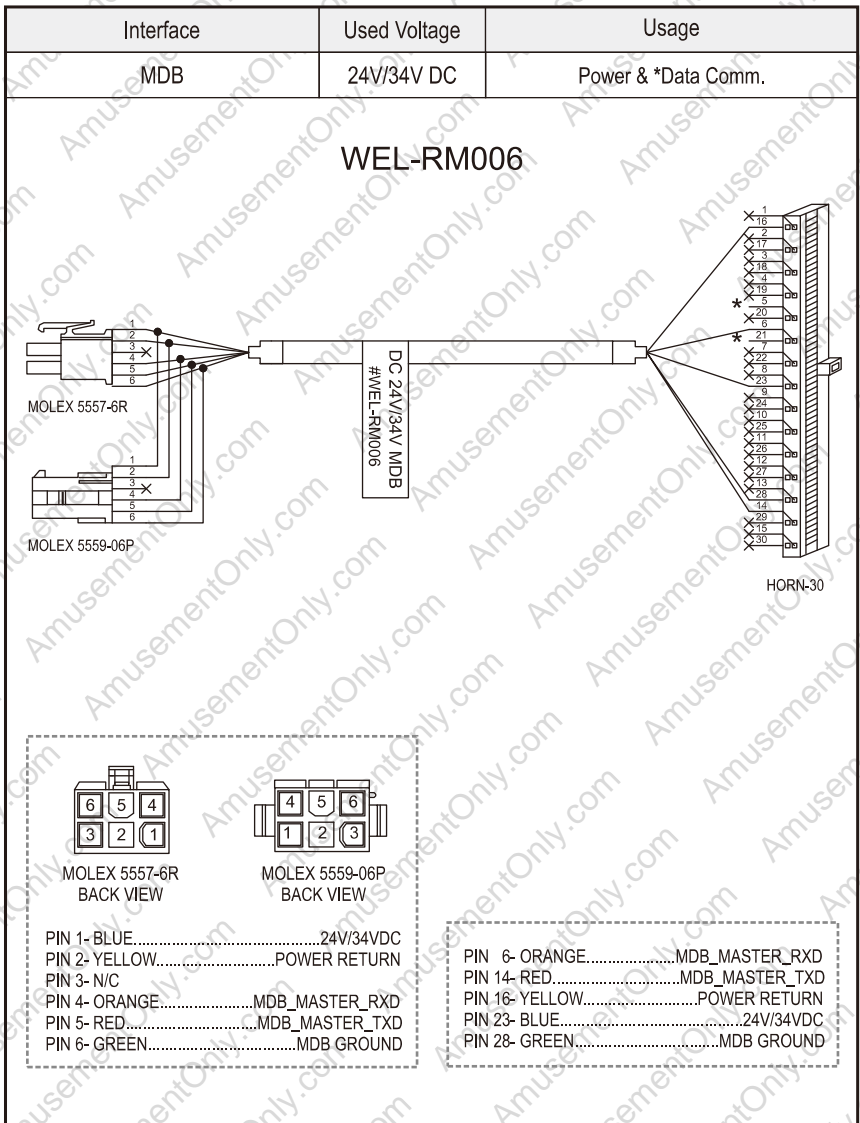 Interface Used Voltage Usage
MDB 24V/34V DC Power & *Data Comm.
WEL-RM006
1
16
2
17
3
18
4
19
* 5
20
6
* 21
7
22
8
23
9
24
10
25
11
26
12
27
13
28
14
29
15
30
HORN-30
1
2
3
4
5
6
MOLEX 5557-6R
1
2
3
4
5
6
MOLEX 5559-06P
DC 24V/34V MDB
#WEL-RM006
6 5 4
3 2 1
MOLEX 5557-6R
BACK VIEW
4 5 6
1 2 3
MOLEX 5559-06P
BACK VIEW
PIN 1- BLUE.................................24V/34VDC
PIN 2- YELLOW.....................POWER RETURN
PIN 3- N/C
PIN 4- ORANGE................MDB_MASTER_RXD
PIN 5- RED.......................MDB_MASTER_TXD
PIN 6- GREEN..........................MDB GROUND
PIN 6- ORANGE...............MDB_MASTER_RXD
PIN 14- RED.....................MDB_MASTER_TXD
PIN 16- YELLOW....................POWER RETURN
PIN 23- BLUE...............................24V/34VDC
PIN 28- GREEN.........................MDB GROUND
AmusementOnly.com